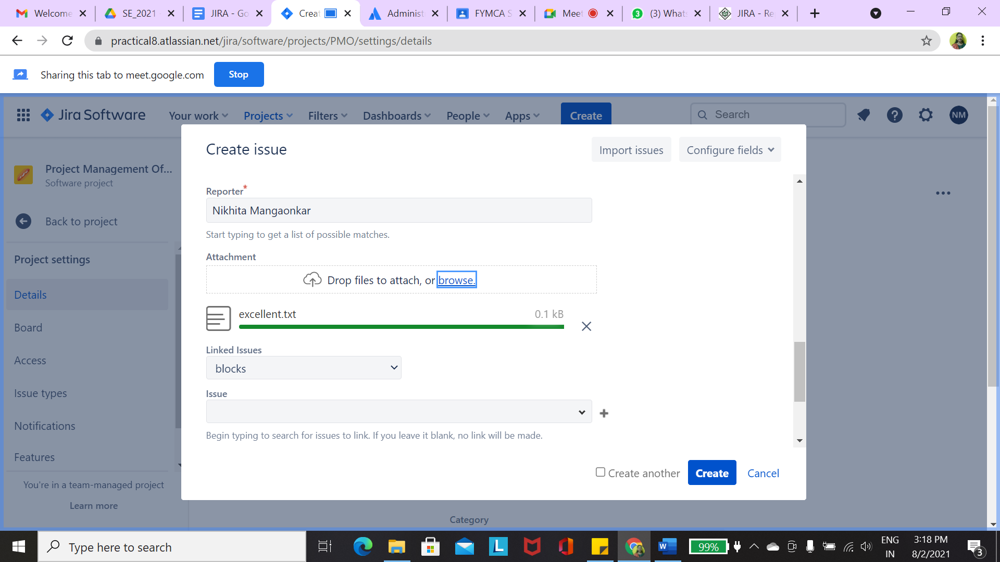 Welcome
SE_2021
JIRA - Go
Creat
Administ
FYMCA S
Meet
(3) Whats
JIRA - Re
practical8.atlassian.net/jira/software/projects/PMO/settings/details
Sharing this tab to meet.google.com
Stop
Jira Software
Your work
Projects
Filters
Dashboards
People
Apps
Create
Search
NM
Create issue
Import issues
Configure fields
Project Management Of...
Software project
Back to project
Project settings
Details
Board
Access
Issue types
Notifications
Features
You're in a team-managed project
Learn more
Reporter*
Nikhita Mangaonkar
Start typing to get a list of possible matches.
Attachment
Drop files to attach, or browse.
excellent.txt
0.1 kB
Linked Issues
blocks
Issue
Begin typing to search for issues to link. If you leave it blank, no link will be made.
Create another
Create
Cancel
Category
Type here to search
99%
ENG
IN
3:18 PM
8/2/2021
3